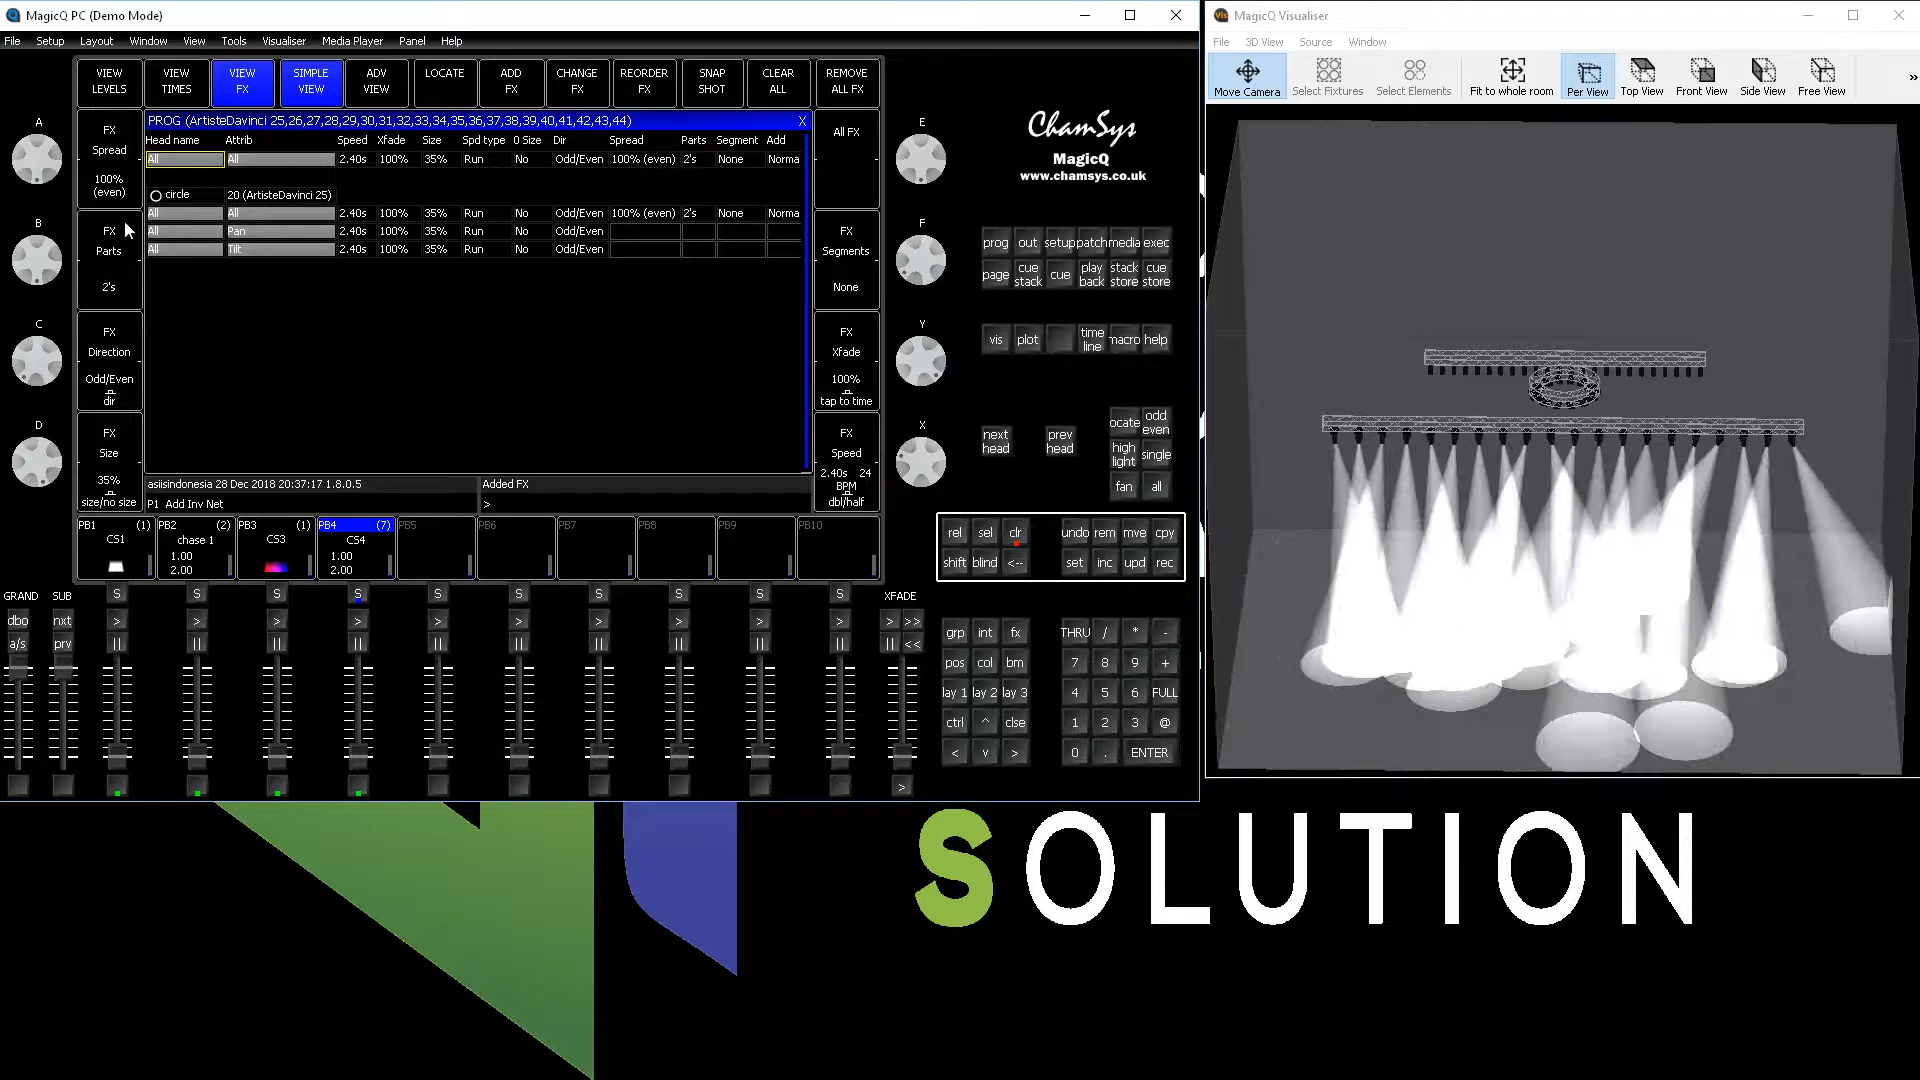 MagicQ PC (Demo Mode)
File Setup Layout Window View Tools Visualiser Media Player Panel Help
VIEW LEVELS
VIEW TIMES
VIEW FX
SIMPLE VIEW
ADV VIEW
LOCATE
ADD FX
CHANGE FX
REORDER FX
SNAP SHOT
CLEAR ALL
REMOVE ALL FX
A
B
C
D
FX
Spread
100%
(even)
FX
Parts
2's
FX
Direction
Odd/Even
dir
FX
Size
35%
size/no size
PROG (ArtisteDavinci 25,26,27,28,29,30,31,32,33,34,35,36,37,38,39,40,41,42,43,44) X
Head name Attrib Speed Xfade Size Spd type 0 Size Dir Spread Parts Segment Add
All All 2.40s 100% 35% Run No Odd/Even 100% (even) 2's None Norma
circle 20 (ArtisteDavinci 25)
All All 2.40s 100% 35% Run No Odd/Even 100% (even) 2's None Norma
All Pan 2.40s 100% 35% Run No Odd/Even
All Tilt 2.40s 100% 35% Run No Odd/Even
asiisindonesia 28 Dec 2018 20:37:17 1.8.0.5 Added FX
P1 Add Inv Net >
All FX
FX
Segments
None
FX
Xfade
100%
tap to time
FX
Speed
2.40s 24
BPM
dbl/half
E
F
Y
X
PB1 (1) PB2 (2) PB3 (1) PB4 (7) PB5 PB6 PB7 PB8 PB9 PB10
CS1 chase 1 CS3 CS4
1.00 1.00
2.00 2.00
GRAND SUB S S S S S S S S S S XFADE
dbo nxt > > > > > > > > > > > >>
a/s prv || || || || || || || || || || || <<
>
ChamSys
MagicQ
www.chamsys.co.uk
prog out setup patch media exec
page cue stack cue play back stack store cue store
vis plot time line macro help
next head prev head ocate odd even
high light single
fan all
rel sel clr undo rem mve cpy
shift blind <-- set inc upd rec
grp int fx THRU / * -
pos col bm 7 8 9 +
lay 1 lay 2 lay 3 4 5 6 FULL
ctrl ^ clse 1 2 3 @
< v > 0 . ENTER
MagicQ Visualiser
File 3D View Source Window
Move Camera Select Fixtures Select Elements Fit to whole room Per View Top View Front View Side View Free View »
SOLUTION